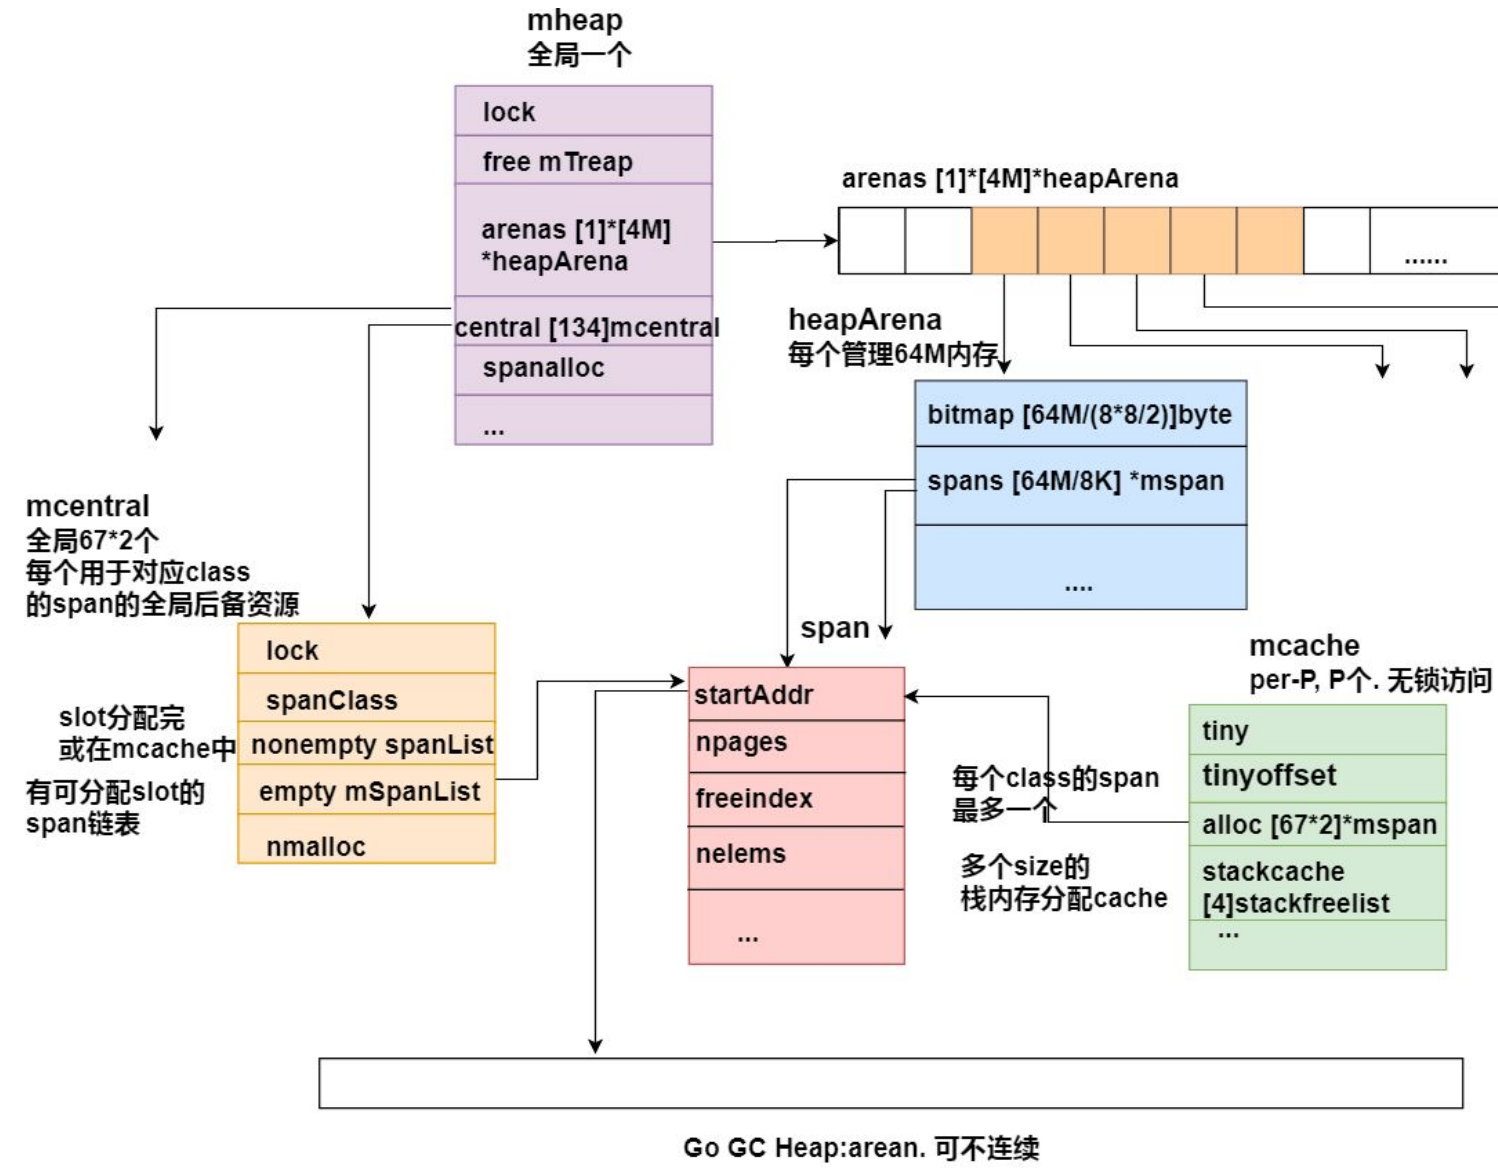 mheap
全局一个
lock
free mTreap
arenas [1]*[4M]
*heapArena
central [134]mcentral
spanalloc
...
arenas [1]*[4M]*heapArena
......
heapArena
每个管理64M内存
bitmap [64M/(8*8/2)]byte
spans [64M/8K] *mspan
....
mcentral
全局67*2个
每个用于对应class
的span的全局后备资源
lock
spanClass
nonempty spanList
empty mSpanList
nmalloc
slot分配完
或在mcache中
有可分配slot的
span链表
span
startAddr
npages
freeindex
nelems
...
每个class的span
最多一个
多个size的
栈内存分配cache
mcache
per-P, P个. 无锁访问
tiny
tinyoffset
alloc [67*2]*mspan
stackcache
[4]stackfreelist
...
Go GC Heap:arean. 可不连续